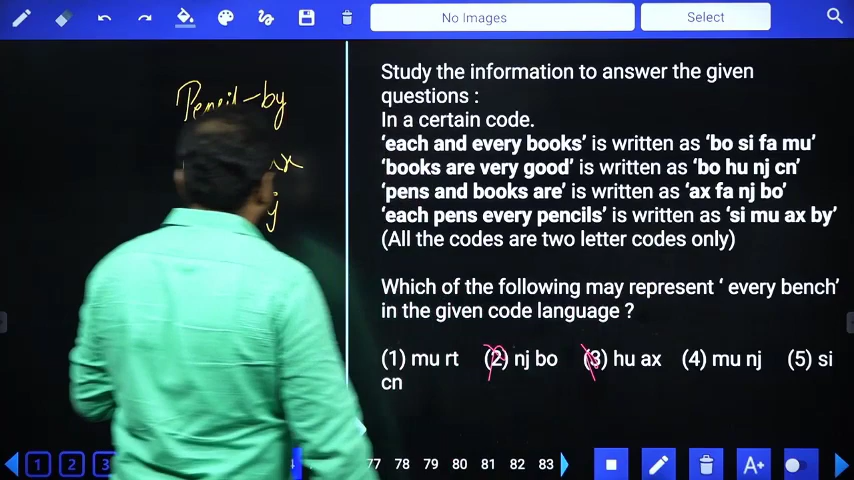 No Images
Select
Pencil - by
ax
j
Study the information to answer the given
questions :
In a certain code.
‘each and every books’ is written as ‘bo si fa mu’
‘books are very good’ is written as ‘bo hu nj cn’
‘pens and books are’ is written as ‘ax fa nj bo’
‘each pens every pencils’ is written as ‘si mu ax by’
(All the codes are two letter codes only)
Which of the following may represent ‘ every bench’
in the given code language ?
(1) mu rt (2) nj bo (3) hu ax (4) mu nj (5) si
cn
1 2 3 77 78 79 80 81 82 83 A+